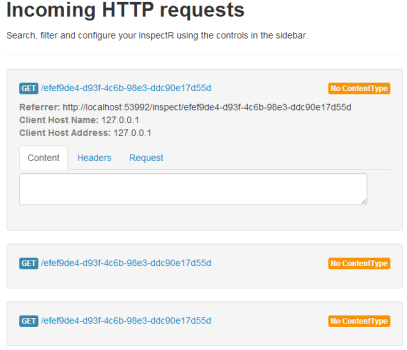 Incoming HTTP requests
Search, filter and configure your InspectR using the controls in the sidebar.
GET /efef9de4-d93f-4c6b-98e3-ddc90e17d55d No ContentType
Referrer: http://localhost:53992/inspect/efef9de4-d93f-4c6b-98e3-ddc90e17d55d
Client Host Name: 127.0.0.1
Client Host Address: 127.0.0.1
Content Headers Request
GET /efef9de4-d93f-4c6b-98e3-ddc90e17d55d No ContentType
GET /efef9de4-d93f-4c6b-98e3-ddc90e17d55d No ContentType